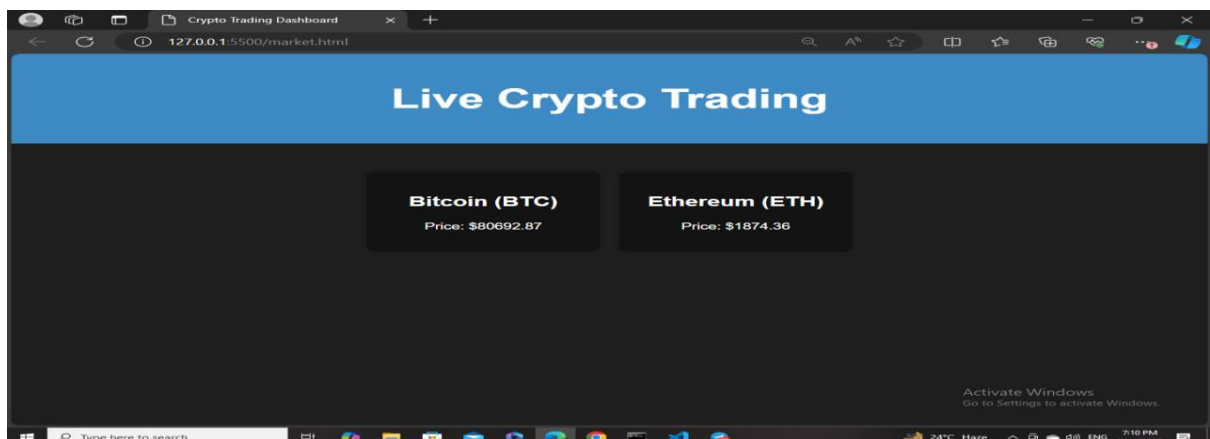 Crypto Trading Dashboard
127.0.0.1:5500/market.html
Live Crypto Trading
Bitcoin (BTC)
Price: $80692.87
Ethereum (ETH)
Price: $1874.36
Activate Windows
Go to Settings to activate Windows.
Type here to search
24°C Haze
ENG
7:10 PM